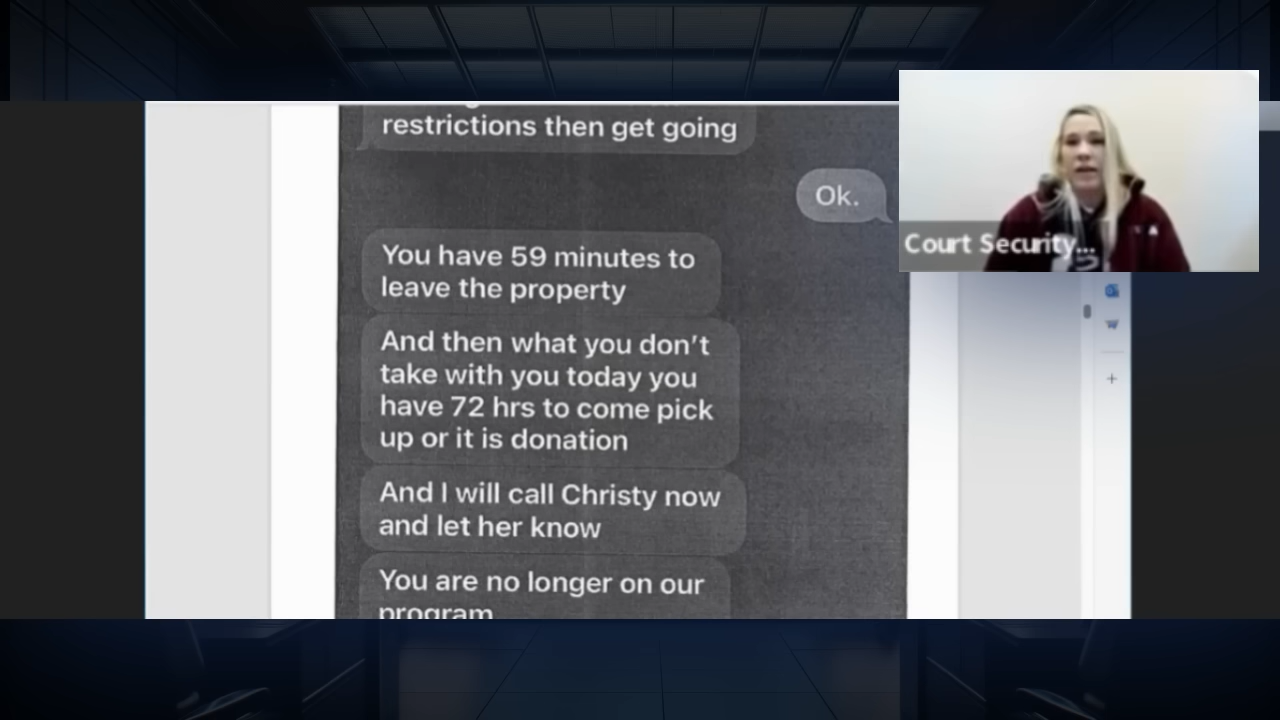 restrictions then get going
Ok.
You have 59 minutes to
leave the property
And then what you don't
take with you today you
have 72 hrs to come pick
up or it is donation
And I will call Christy now
and let her know
You are no longer on our
program
Court Security...